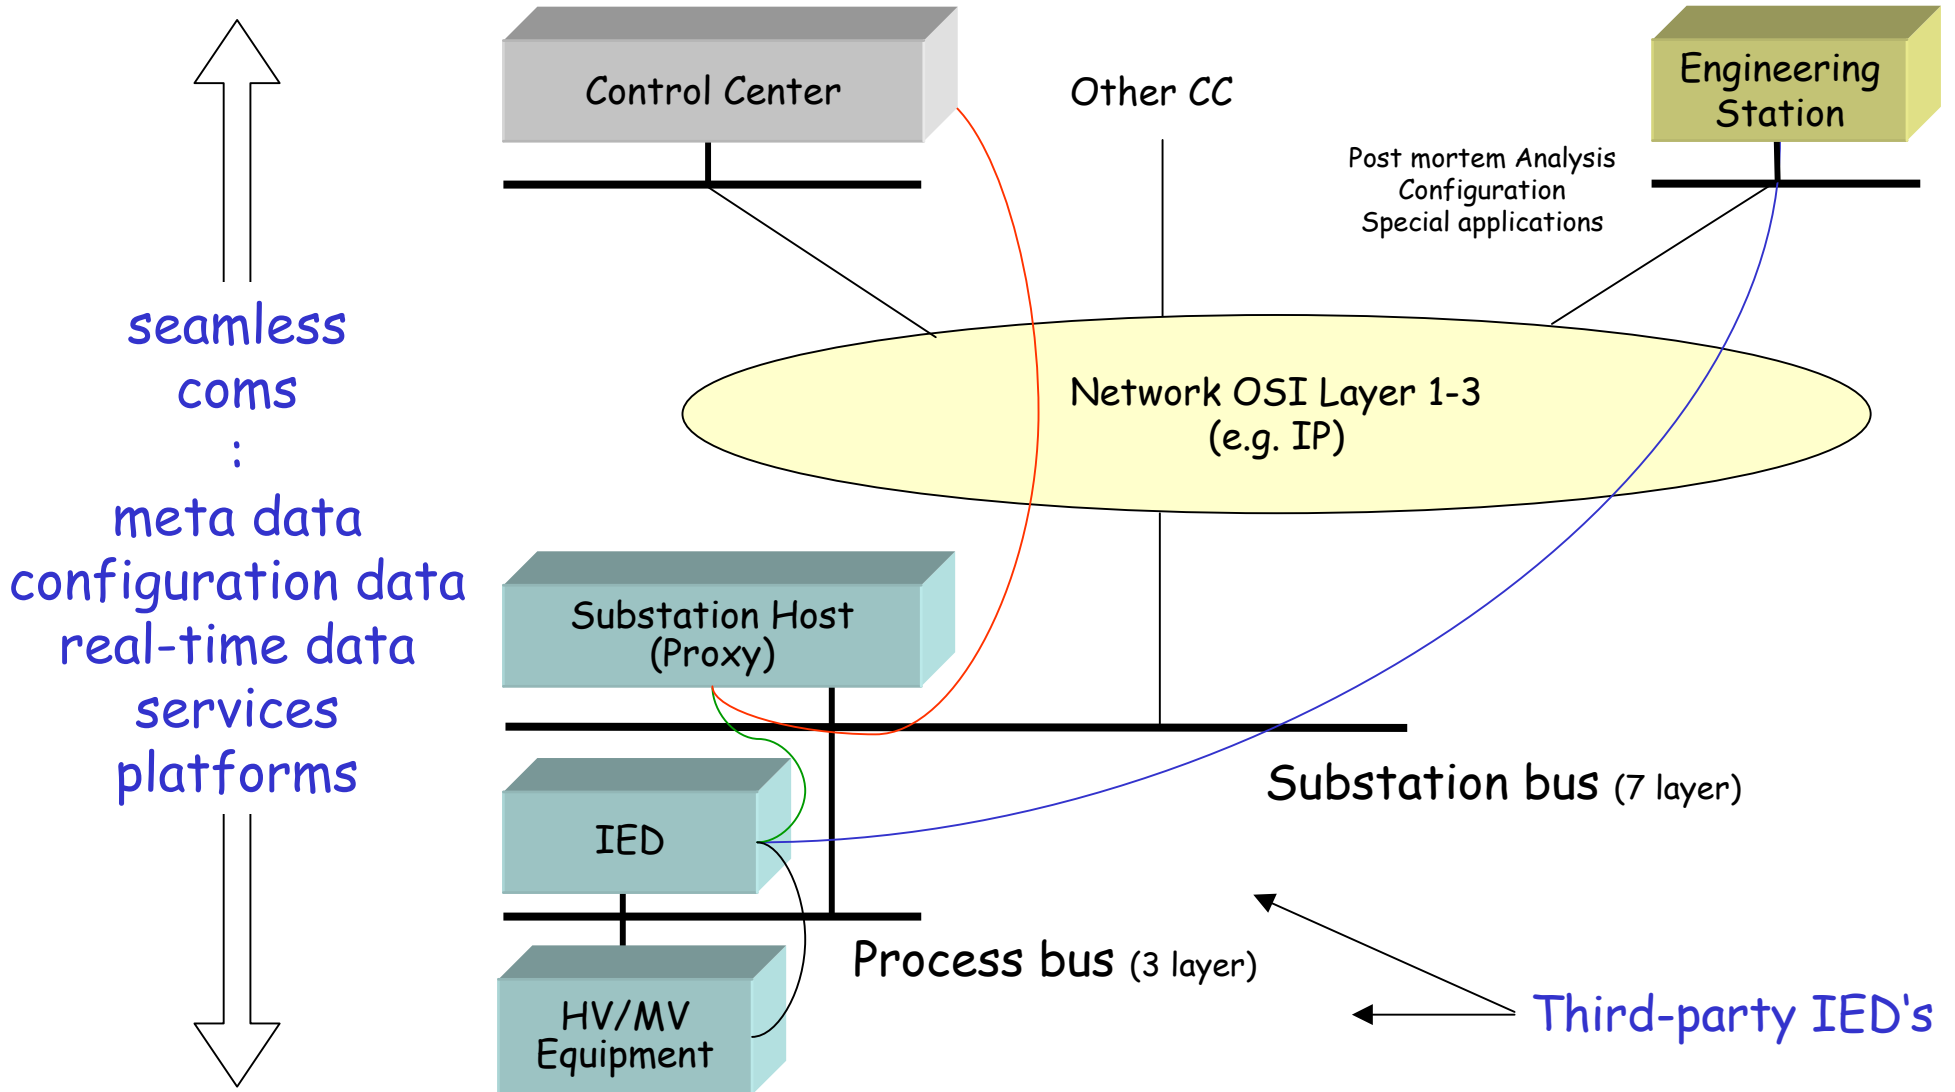 Control Center
Other CC
Engineering
Station
Post mortem Analysis
Configuration
Special applications
seamless
coms
:
meta data
configuration data
real-time data
services
platforms
Network OSI Layer 1-3
(e.g. IP)
Substation Host
(Proxy)
Substation bus (7 layer)
IED
Process bus (3 layer)
HV/MV
Equipment
Third-party IED‘s